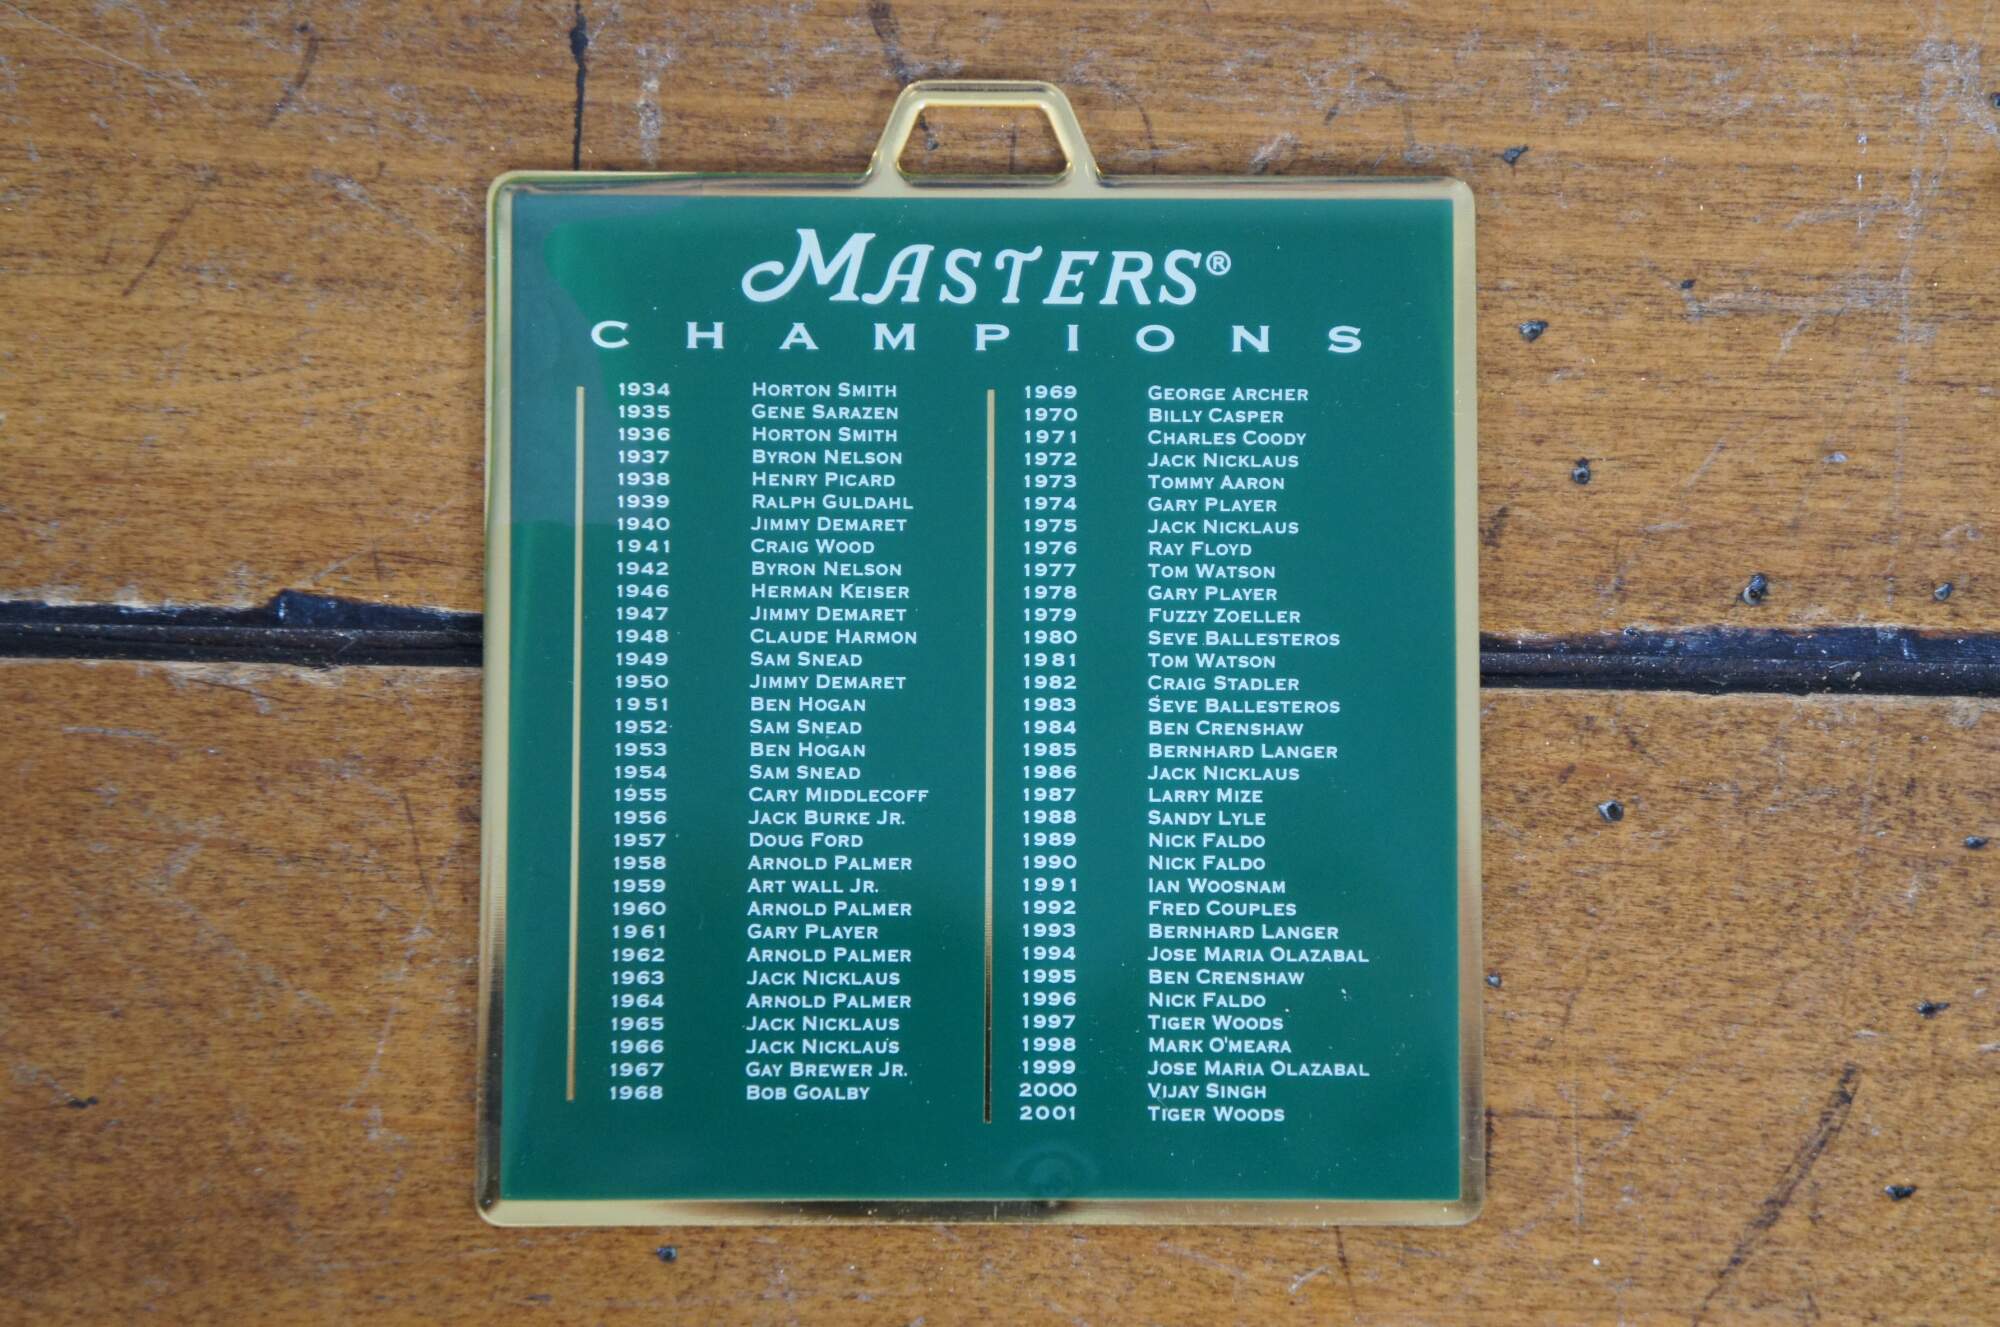 MASTERS®
CHAMPIONS
1934 HORTON SMITH
1935 GENE SARAZEN
1936 HORTON SMITH
1937 BYRON NELSON
1938 HENRY PICARD
1939 RALPH GULDAHL
1940 JIMMY DEMARET
1941 CRAIG WOOD
1942 BYRON NELSON
1946 HERMAN KEISER
1947 JIMMY DEMARET
1948 CLAUDE HARMON
1949 SAM SNEAD
1950 JIMMY DEMARET
1951 BEN HOGAN
1952 SAM SNEAD
1953 BEN HOGAN
1954 SAM SNEAD
1955 CARY MIDDLECOFF
1956 JACK BURKE JR.
1957 DOUG FORD
1958 ARNOLD PALMER
1959 ART WALL JR.
1960 ARNOLD PALMER
1961 GARY PLAYER
1962 ARNOLD PALMER
1963 JACK NICKLAUS
1964 ARNOLD PALMER
1965 JACK NICKLAUS
1966 JACK NICKLAUS
1967 GAY BREWER JR.
1968 BOB GOALBY
1969 GEORGE ARCHER
1970 BILLY CASPER
1971 CHARLES COODY
1972 JACK NICKLAUS
1973 TOMMY AARON
1974 GARY PLAYER
1975 JACK NICKLAUS
1976 RAY FLOYD
1977 TOM WATSON
1978 GARY PLAYER
1979 FUZZY ZOELLER
1980 SEVE BALLESTEROS
1981 TOM WATSON
1982 CRAIG STADLER
1983 SEVE BALLESTEROS
1984 BEN CRENSHAW
1985 BERNHARD LANGER
1986 JACK NICKLAUS
1987 LARRY MIZE
1988 SANDY LYLE
1989 NICK FALDO
1990 NICK FALDO
1991 IAN WOOSNAM
1992 FRED COUPLES
1993 BERNHARD LANGER
1994 JOSE MARIA OLAZABAL
1995 BEN CRENSHAW
1996 NICK FALDO
1997 TIGER WOODS
1998 MARK O'MEARA
1999 JOSE MARIA OLAZABAL
2000 VIJAY SINGH
2001 TIGER WOODS